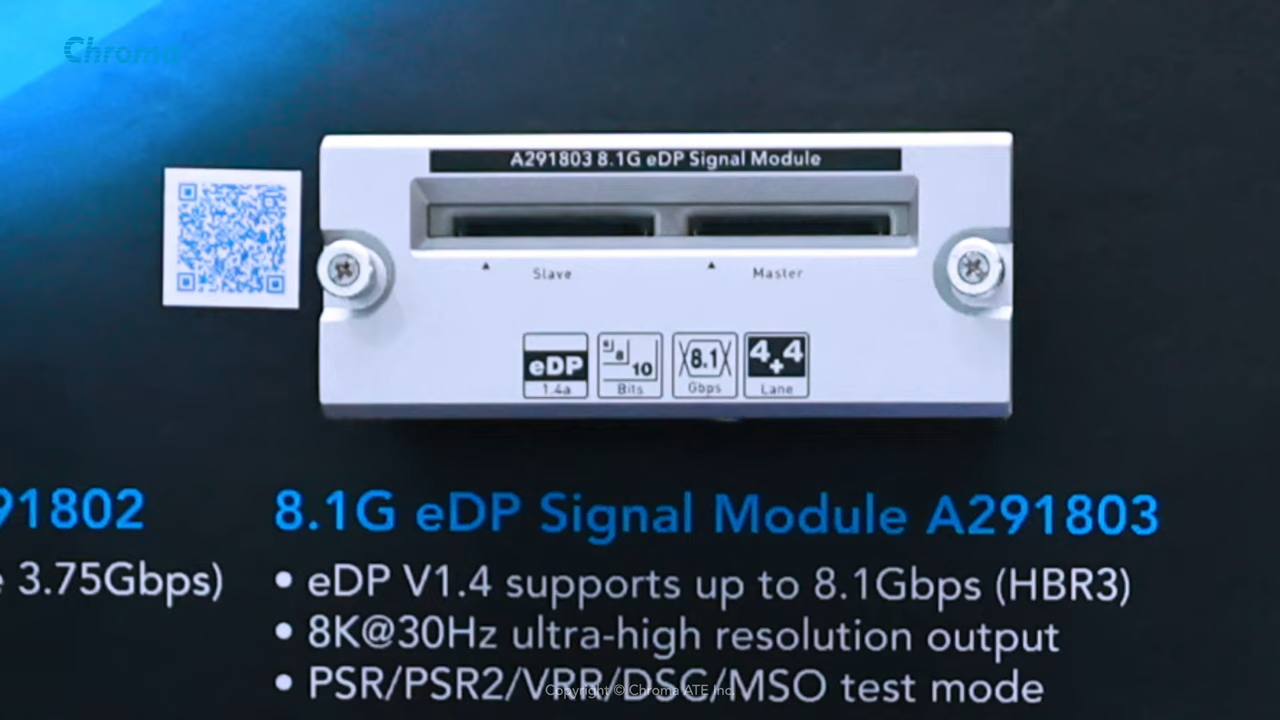 Chroma
A291803 8.1G eDP Signal Module
Slave
Master
eDP
1.4a
6
8
10
Bits
8.1
Gbps
4+4
Lane
91802
3.75Gbps)
8.1G eDP Signal Module A291803
• eDP V1.4 supports up to 8.1Gbps (HBR3)
• 8K@30Hz ultra-high resolution output
• PSR/PSR2/VRR/DSC/MSO test mode
Copyright © Chroma ATE Inc.